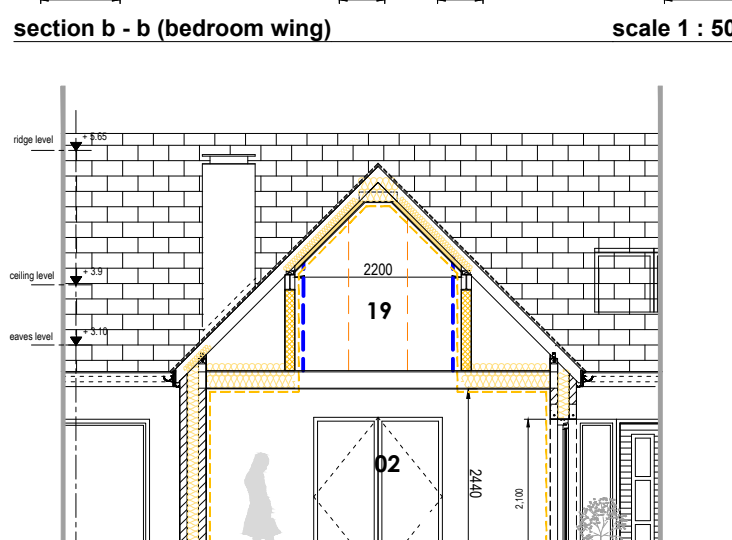 section b - b (bedroom wing) scale 1 : 50
ridge level + 5.65
2200
ceiling level + 3.9
19
eaves level + 3.10
02
2440
2,100